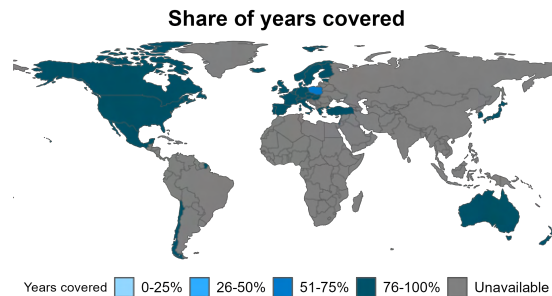 Share of years covered
Years covered 0-25% 26-50% 51-75% 76-100% Unavailable